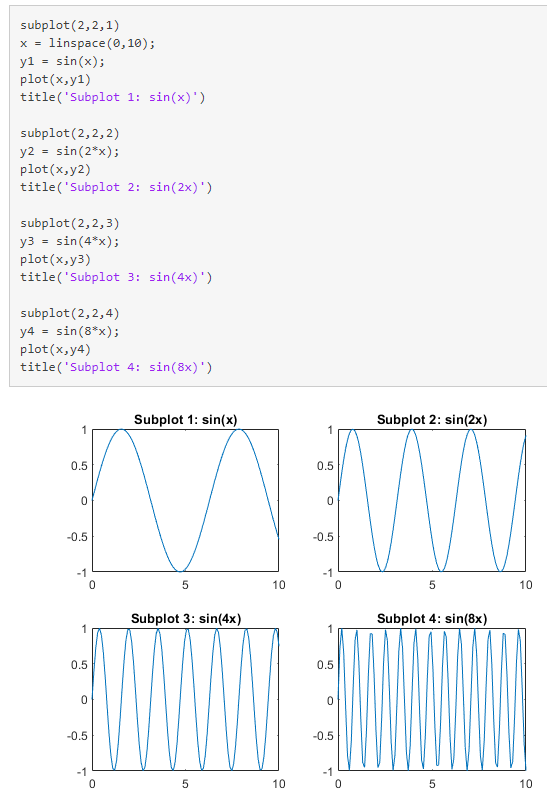 subplot(2,2,1)
x = linspace(0,10);
y1 = sin(x);
plot(x,y1)
title('Subplot 1: sin(x)')

subplot(2,2,2)
y2 = sin(2*x);
plot(x,y2)
title('Subplot 2: sin(2x)')

subplot(2,2,3)
y3 = sin(4*x);
plot(x,y3)
title('Subplot 3: sin(4x)')

subplot(2,2,4)
y4 = sin(8*x);
plot(x,y4)
title('Subplot 4: sin(8x)')

Subplot 1: sin(x)
1
0.5
0
-0.5
-1
0 5 10

Subplot 2: sin(2x)
1
0.5
0
-0.5
-1
0 5 10

Subplot 3: sin(4x)
1
0.5
0
-0.5
-1
0 5 10

Subplot 4: sin(8x)
1
0.5
0
-0.5
-1
0 5 10